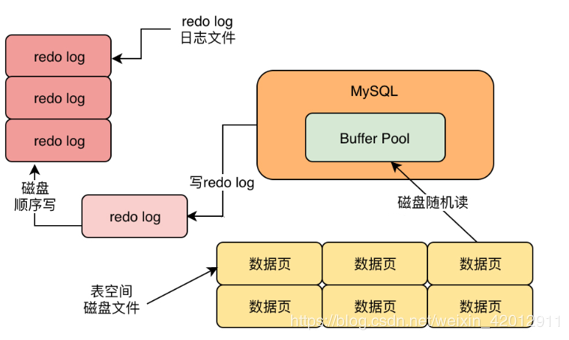 redo log
日志文件
redo log
redo log
redo log
MySQL
Buffer Pool
写redo log
磁盘
顺序写
redo log
磁盘随机读
表空间
磁盘文件
数据页 数据页 数据页
数据页 数据页 数据页
https://blog.csdn.net/weixin_42012911